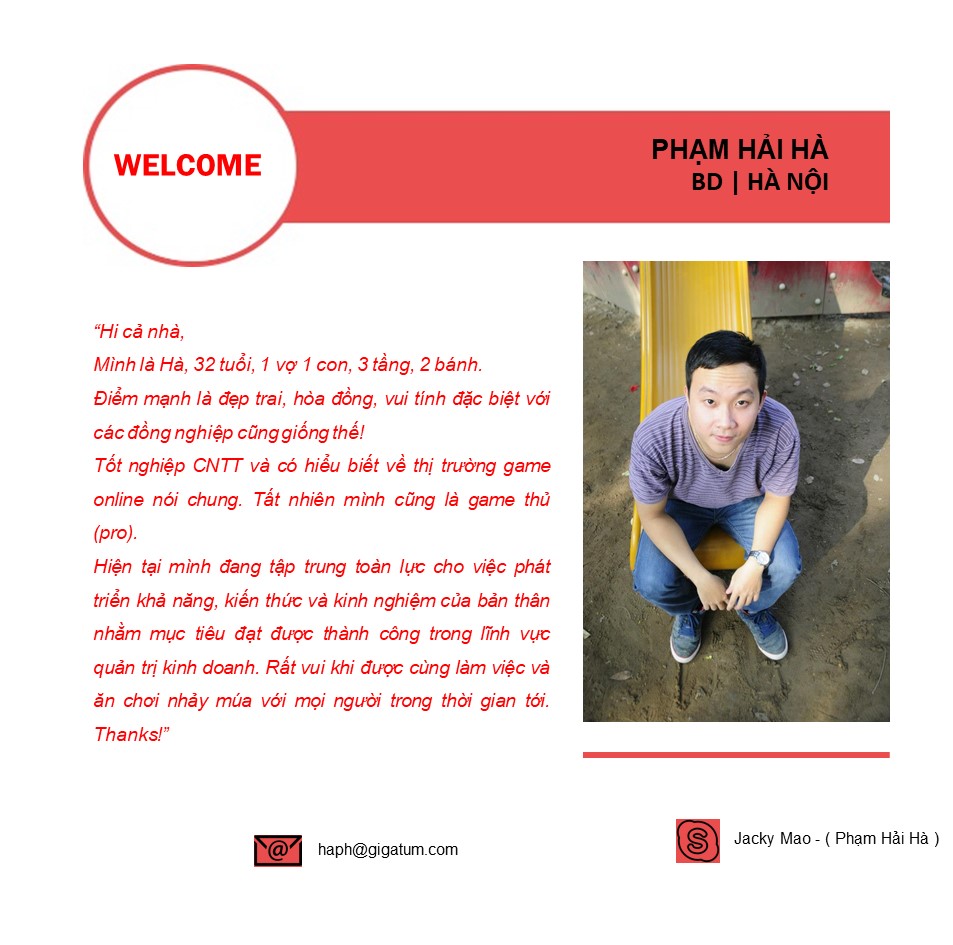 WELCOME
PHẠM HẢI HÀ
BD | HÀ NỘI
“Hi cả nhà,
Mình là Hà, 32 tuổi, 1 vợ 1 con, 3 tầng, 2 bánh.
Điểm mạnh là đẹp trai, hòa đồng, vui tính đặc biệt với
các đồng nghiệp cũng giống thế!
Tốt nghiệp CNTT và có hiểu biết về thị trường game
online nói chung. Tất nhiên mình cũng là game thủ
(pro).
Hiện tại mình đang tập trung toàn lực cho việc phát
triển khả năng, kiến thức và kinh nghiệm của bản thân
nhằm mục tiêu đạt được thành công trong lĩnh vực
quản trị kinh doanh. Rất vui khi được cùng làm việc và
ăn chơi nhảy múa với mọi người trong thời gian tới.
Thanks!”
haph@gigatum.com
Jacky Mao - ( Phạm Hải Hà )